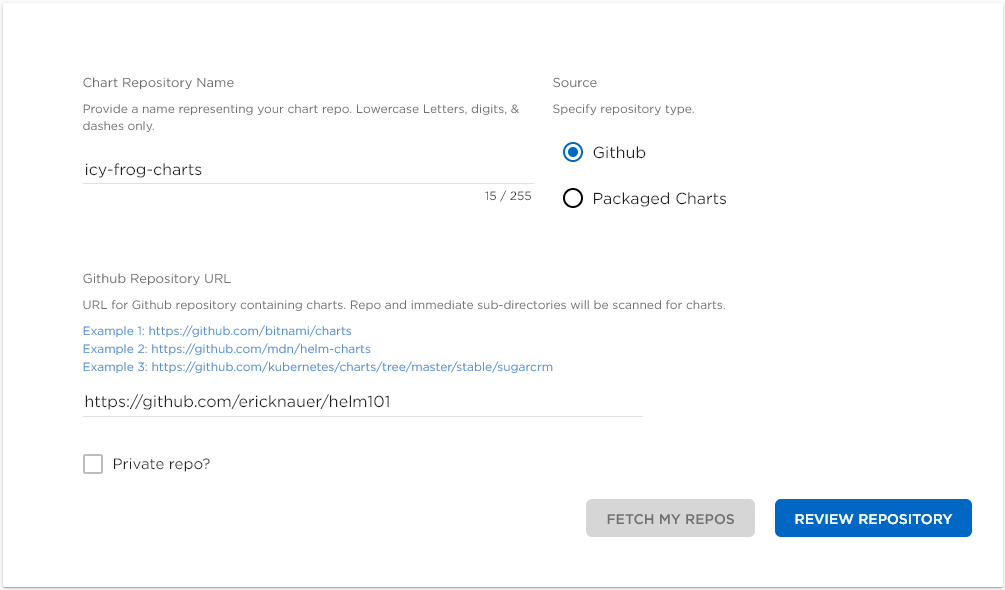 Chart Repository Name
Provide a name representing your chart repo. Lowercase Letters, digits, &
dashes only.
icy-frog-charts
15 / 255
Source
Specify repository type.
Github
Packaged Charts
Github Repository URL
URL for Github repository containing charts. Repo and immediate sub-directories will be scanned for charts.
Example 1: https://github.com/bitnami/charts
Example 2: https://github.com/mdn/helm-charts
Example 3: https://github.com/kubernetes/charts/tree/master/stable/sugarcrm
https://github.com/ericknauer/helm101
Private repo?
FETCH MY REPOS
REVIEW REPOSITORY